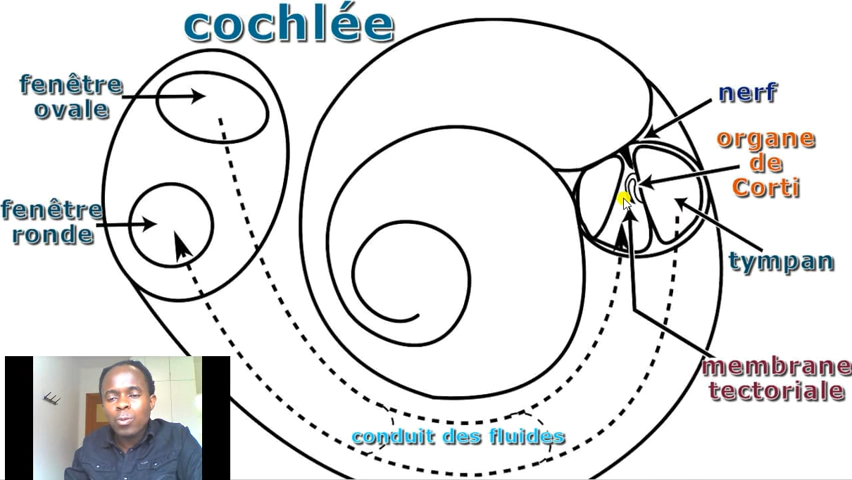 cochlée
fenêtre
ovale
nerf
organe
de
Corti
fenêtre
ronde
tympan
membrane
tectoriale
conduit des fluides